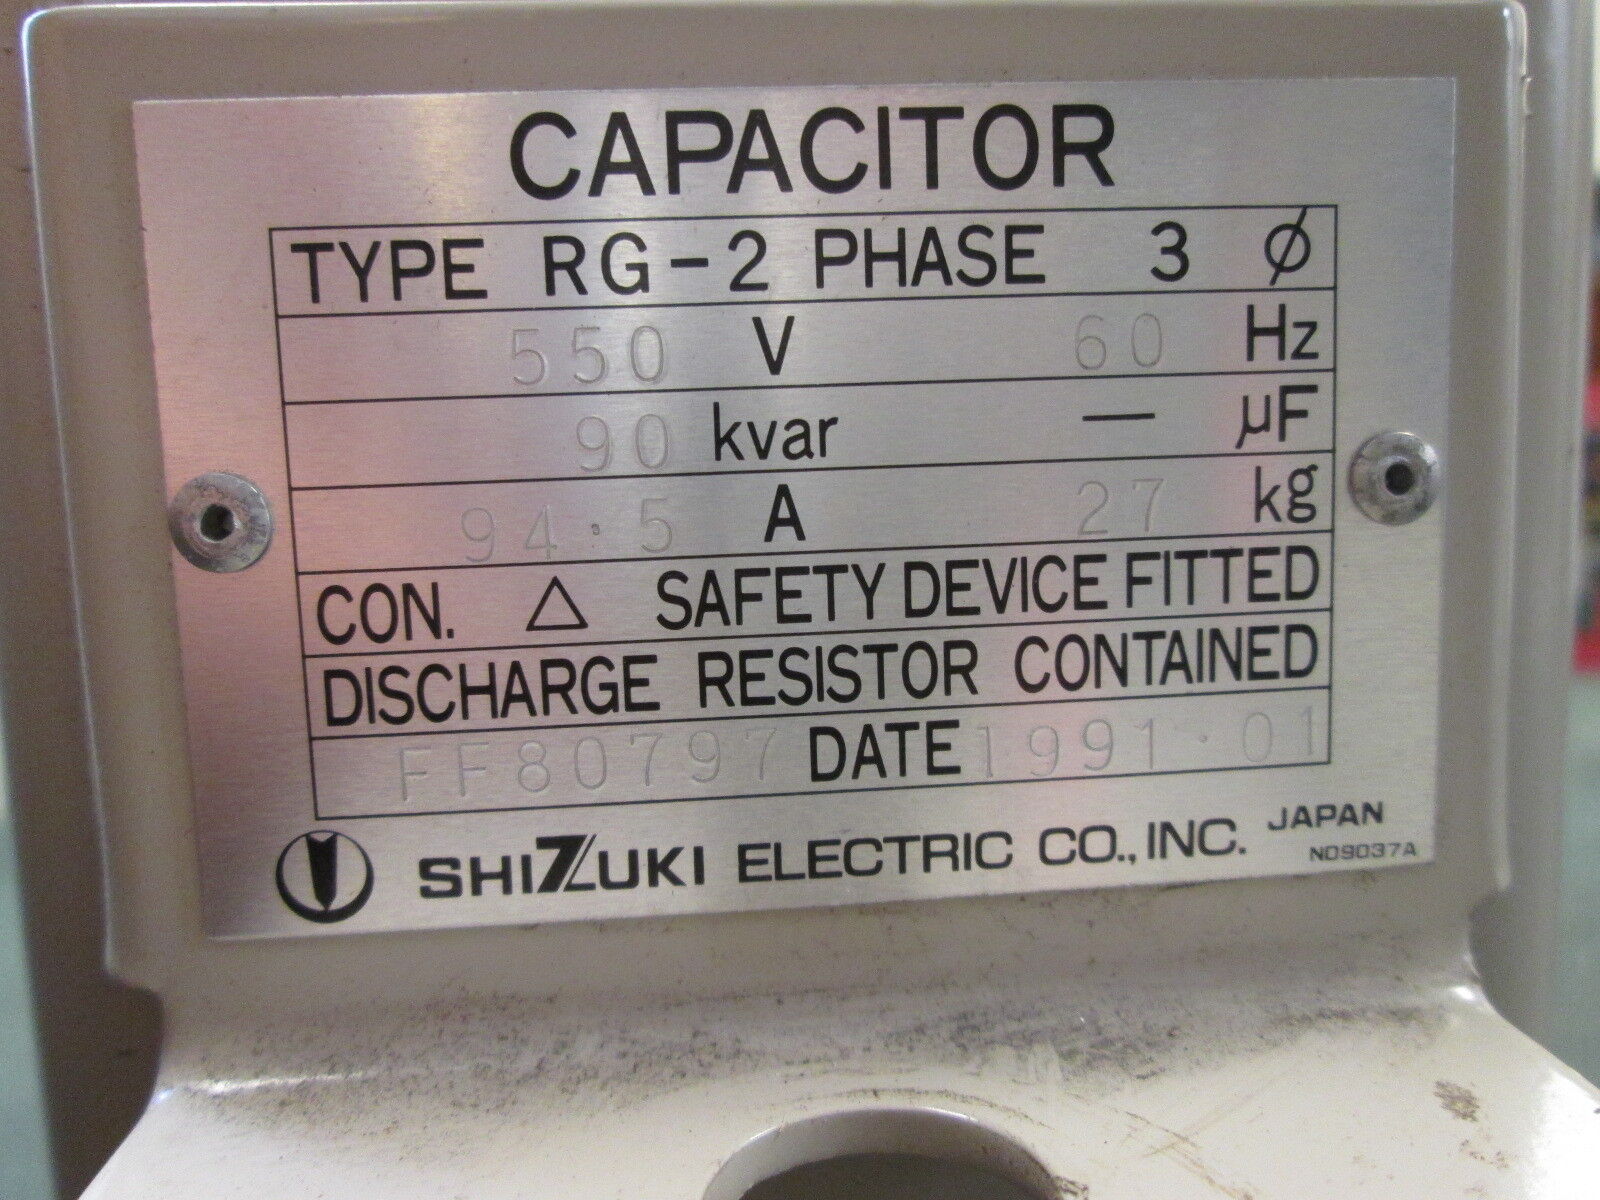 CAPACITOR
TYPE RG-2 PHASE 3 ⌀
550 V 60 Hz
90 kvar — µF
94.5 A 27 kg
CON. △ SAFETY DEVICE FITTED
DISCHARGE RESISTOR CONTAINED
FF80797 DATE 1991.01
SHIZUKI ELECTRIC CO., INC. JAPAN
N09037A